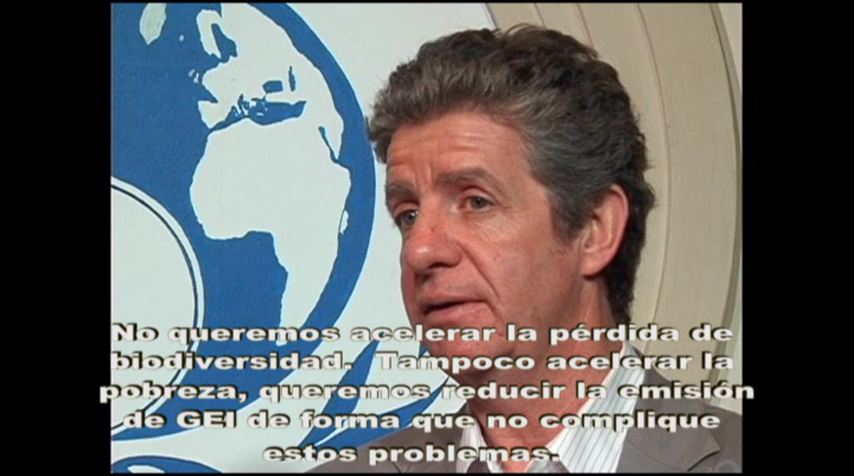 No queremos acelerar la pérdida de
biodiversidad. Tampoco acelerar la
pobreza, queremos reducir la emisión
de GEI de forma que no complique
estos problemas.